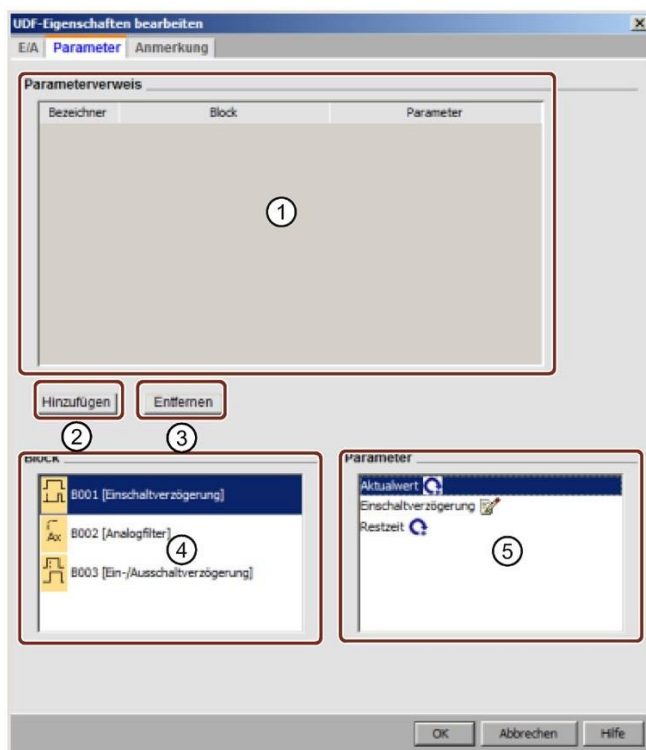 UDF-Eigenschaften bearbeiten
E/A Parameter Anmerkung
Parameterverweis
Bezeichner Block Parameter
1
Hinzufügen Entfernen
2 3
Block Parameter
B001 [Einschaltverzögerung]
B002 [Analogfilter]
B003 [Ein-/Ausschaltverzögerung]
4
Aktualwert
Einschaltverzögerung
Restzeit
5
OK Abbrechen Hilfe